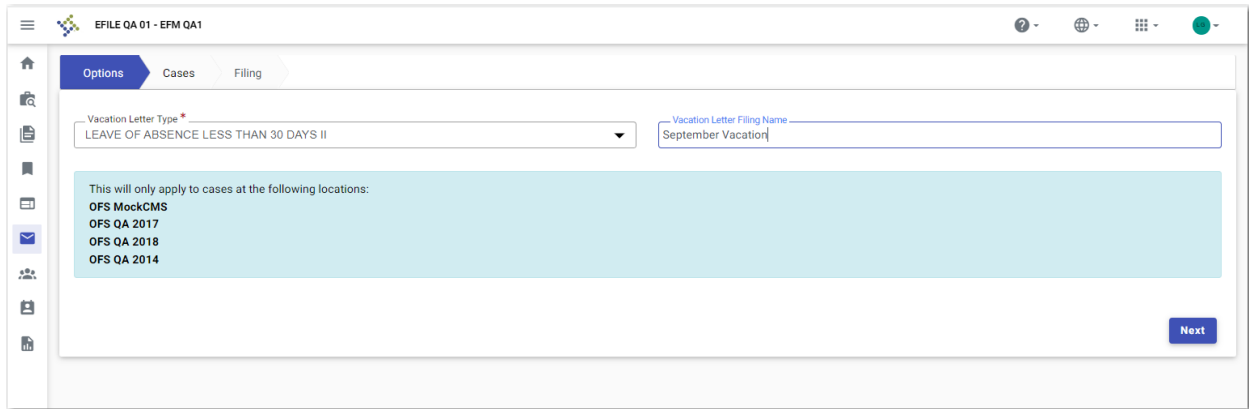 EFILE QA 01 - EFM QA1
Options
Cases
Filing
Vacation Letter Type *
Vacation Letter Filing Name
LEAVE OF ABSENCE LESS THAN 30 DAYS II
September Vacation
This will only apply to cases at the following locations:
OFS MockCMS
OFS QA 2017
OFS QA 2018
OFS QA 2014
Next